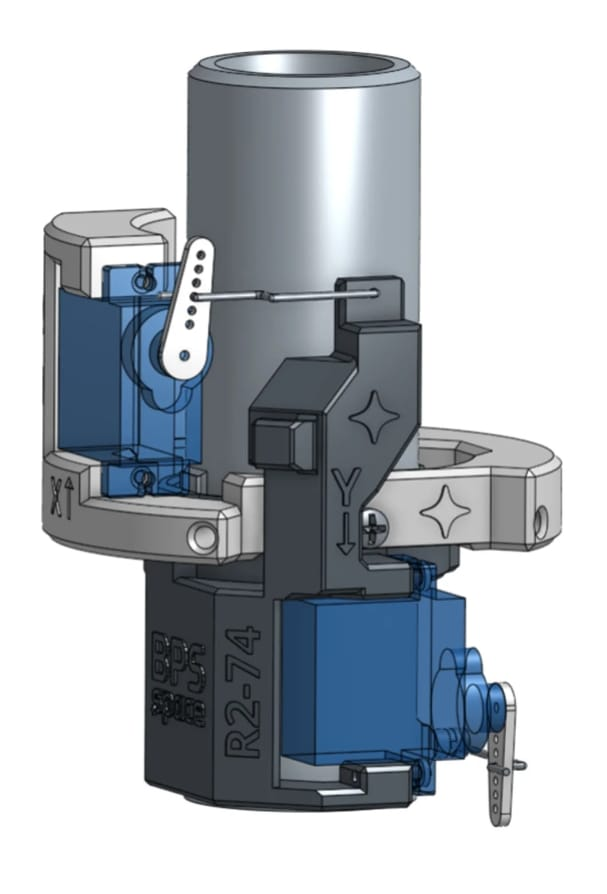 X↑
Y↓
BPS
space
R2-74